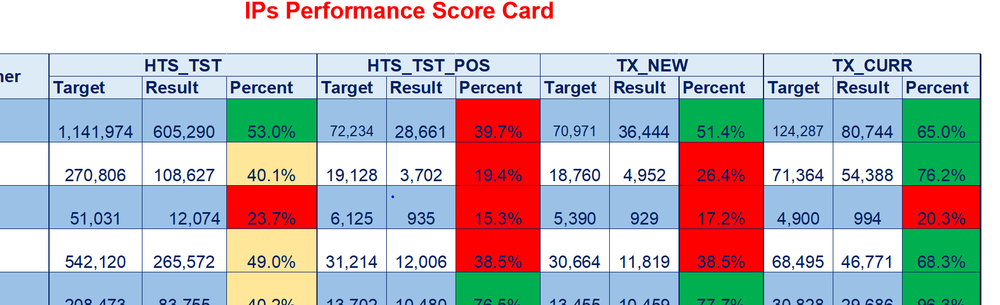 IPs Performance Score Card
HTS_TST HTS_TST_POS TX_NEW TX_CURR
ner
Target Result Percent Target Result Percent Target Result Percent Target Result Percent
1,141,974 605,290 53.0% 72,234 28,661 39.7% 70,971 36,444 51.4% 124,287 80,744 65.0%
270,806 108,627 40.1% 19,128 3,702 19.4% 18,760 4,952 26.4% 71,364 54,388 76.2%
51,031 12,074 23.7% 6,125 935 15.3% 5,390 929 17.2% 4,900 994 20.3%
542,120 265,572 49.0% 31,214 12,006 38.5% 30,664 11,819 38.5% 68,495 46,771 68.3%
208,473 83,755 40.2% 13,702 10,480 76.5% 13,455 10,459 77.7% 30,828 29,686 96.3%